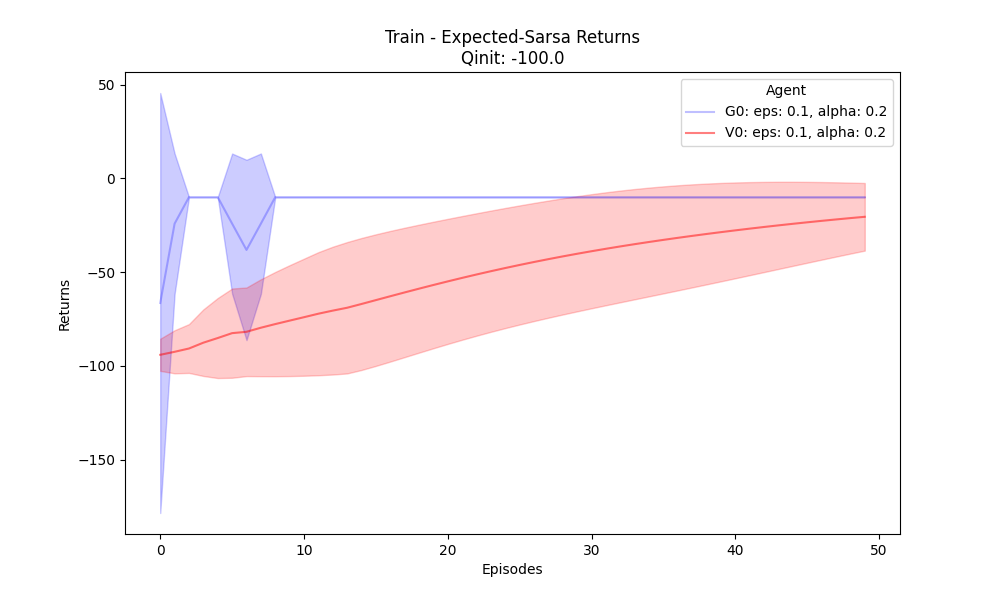 Train - Expected-Sarsa Returns
Qinit: -100.0
Agent
G0: eps: 0.1, alpha: 0.2
V0: eps: 0.1, alpha: 0.2
50
0
−50
−100
−150
Returns
0
10
20
30
40
50
Episodes